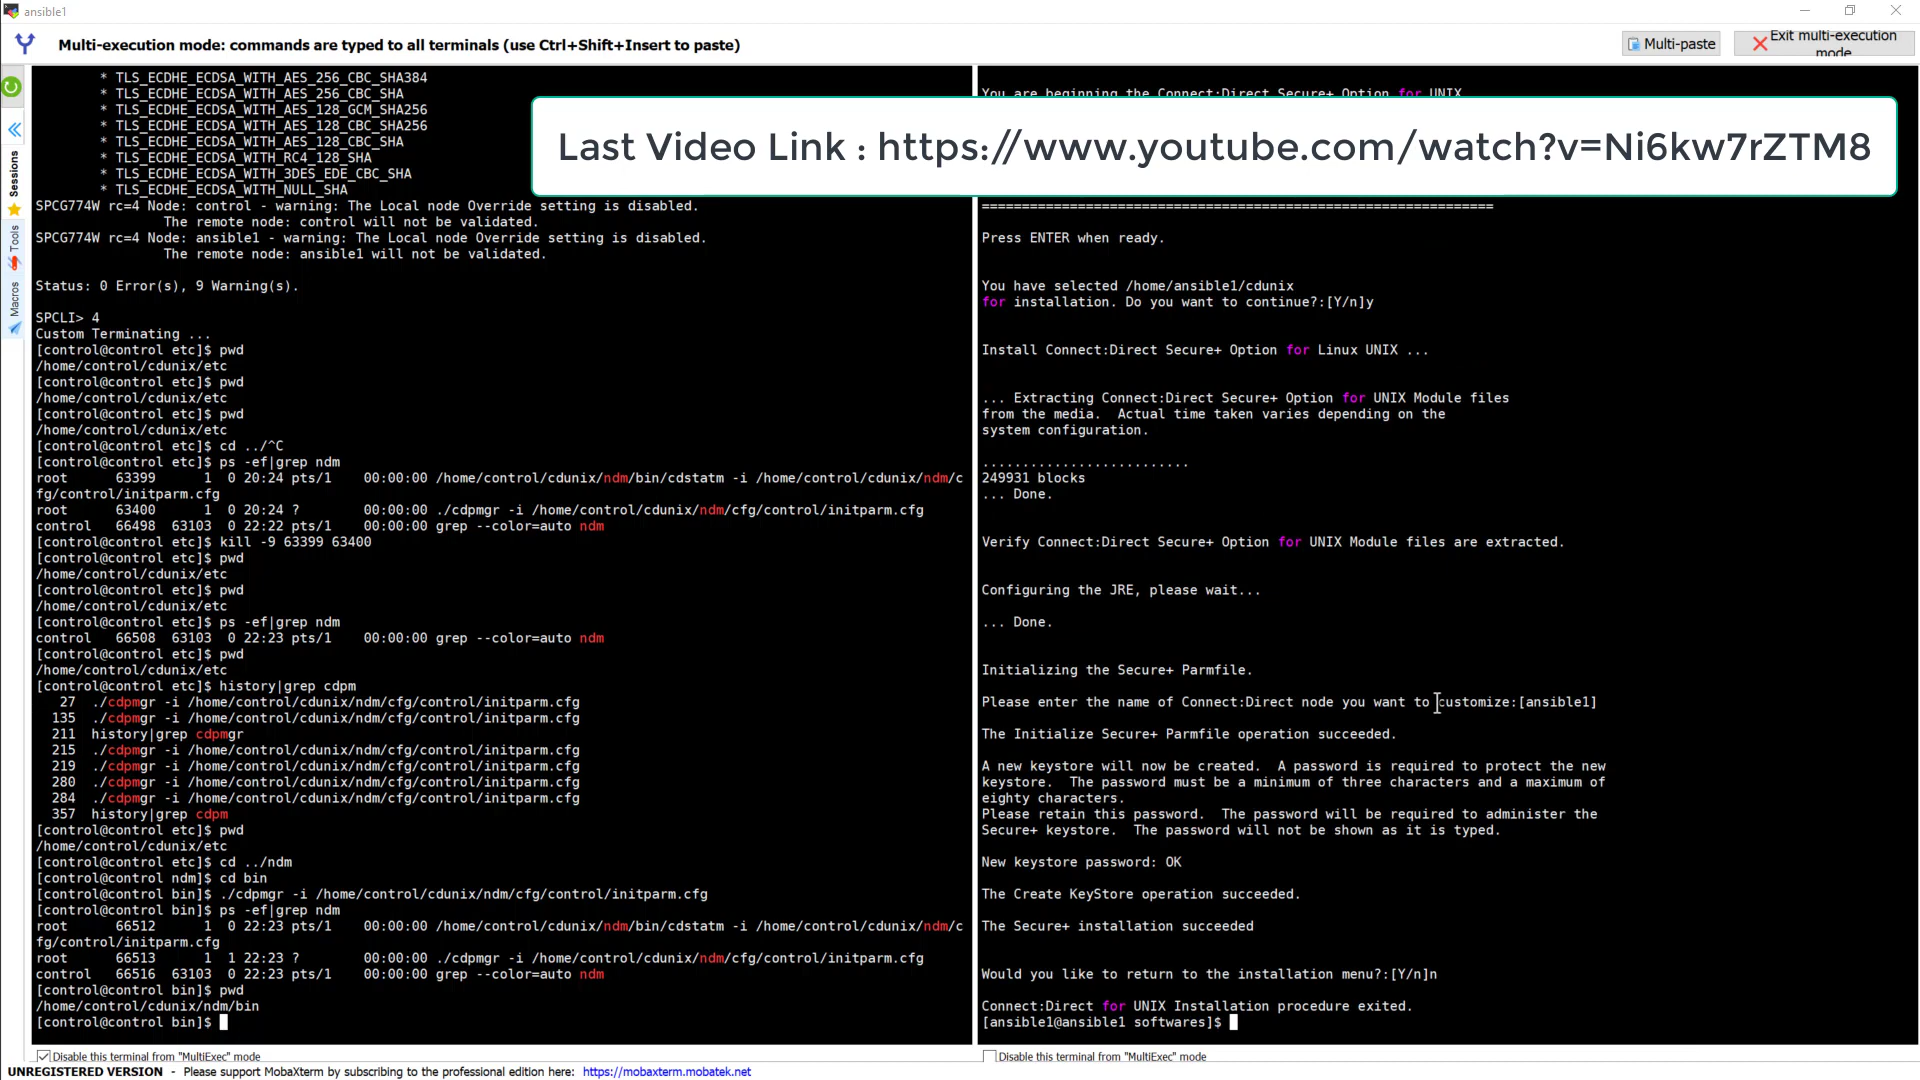 ansible1
Multi-execution mode: commands are typed to all terminals (use Ctrl+Shift+Insert to paste)
Multi-paste
Exit multi-execution mode
Sessions
Tools
Macros
* TLS_ECDHE_ECDSA_WITH_AES_256_CBC_SHA384
* TLS_ECDHE_ECDSA_WITH_AES_256_CBC_SHA
* TLS_ECDHE_ECDSA_WITH_AES_128_GCM_SHA256
* TLS_ECDHE_ECDSA_WITH_AES_128_CBC_SHA256
* TLS_ECDHE_ECDSA_WITH_AES_128_CBC_SHA
* TLS_ECDHE_ECDSA_WITH_RC4_128_SHA
* TLS_ECDHE_ECDSA_WITH_3DES_EDE_CBC_SHA
* TLS_ECDHE_ECDSA_WITH_NULL_SHA
SPCG774W rc=4 Node: control - warning: The Local node Override setting is disabled.
The remote node: control will not be validated.
SPCG774W rc=4 Node: ansible1 - warning: The Local node Override setting is disabled.
The remote node: ansible1 will not be validated.
Status: 0 Error(s), 9 Warning(s).
SPCLI> 4
Custom Terminating ...
[control@control etc]$ pwd
/home/control/cdunix/etc
[control@control etc]$ pwd
/home/control/cdunix/etc
[control@control etc]$ pwd
/home/control/cdunix/etc
[control@control etc]$ cd ../^C
[control@control etc]$ ps -ef|grep ndm
root 63399 1 0 20:24 pts/1 00:00:00 /home/control/cdunix/ndm/bin/cdstatm -i /home/control/cdunix/ndm/c
fg/control/initparm.cfg
root 63400 1 0 20:24 ? 00:00:00 ./cdpmgr -i /home/control/cdunix/ndm/cfg/control/initparm.cfg
control 66498 63103 0 22:22 pts/1 00:00:00 grep --color=auto ndm
[control@control etc]$ kill -9 63399 63400
[control@control etc]$ pwd
/home/control/cdunix/etc
[control@control etc]$ pwd
/home/control/cdunix/etc
[control@control etc]$ ps -ef|grep ndm
control 66508 63103 0 22:23 pts/1 00:00:00 grep --color=auto ndm
[control@control etc]$ pwd
/home/control/cdunix/etc
[control@control etc]$ history|grep cdpm
27 ./cdpmgr -i /home/control/cdunix/ndm/cfg/control/initparm.cfg
135 ./cdpmgr -i /home/control/cdunix/ndm/cfg/control/initparm.cfg
211 history|grep cdpmgr
215 ./cdpmgr -i /home/control/cdunix/ndm/cfg/control/initparm.cfg
219 ./cdpmgr -i /home/control/cdunix/ndm/cfg/control/initparm.cfg
280 ./cdpmgr -i /home/control/cdunix/ndm/cfg/control/initparm.cfg
284 ./cdpmgr -i /home/control/cdunix/ndm/cfg/control/initparm.cfg
357 history|grep cdpm
[control@control etc]$ pwd
/home/control/cdunix/etc
[control@control etc]$ cd ../ndm
[control@control ndm]$ cd bin
[control@control bin]$ ./cdpmgr -i /home/control/cdunix/ndm/cfg/control/initparm.cfg
[control@control bin]$ ps -ef|grep ndm
root 66512 1 0 22:23 pts/1 00:00:00 /home/control/cdunix/ndm/bin/cdstatm -i /home/control/cdunix/ndm/c
fg/control/initparm.cfg
root 66513 1 1 22:23 ? 00:00:00 ./cdpmgr -i /home/control/cdunix/ndm/cfg/control/initparm.cfg
control 66516 63103 0 22:23 pts/1 00:00:00 grep --color=auto ndm
[control@control bin]$ pwd
/home/control/cdunix/ndm/bin
[control@control bin]$
You are beginning the Connect:Direct Secure+ Option for UNIX
Last Video Link : https://www.youtube.com/watch?v=Ni6kw7rZTM8
================================================================
Press ENTER when ready.
You have selected /home/ansible1/cdunix
for installation. Do you want to continue?:[Y/n]y
Install Connect:Direct Secure+ Option for Linux UNIX ...
... Extracting Connect:Direct Secure+ Option for UNIX Module files
from the media. Actual time taken varies depending on the
system configuration.
..........................
249931 blocks
... Done.
Verify Connect:Direct Secure+ Option for UNIX Module files are extracted.
Configuring the JRE, please wait...
... Done.
Initializing the Secure+ Parmfile.
Please enter the name of Connect:Direct node you want to customize:[ansible1]
The Initialize Secure+ Parmfile operation succeeded.
A new keystore will now be created. A password is required to protect the new
keystore. The password must be a minimum of three characters and a maximum of
eighty characters.
Please retain this password. The password will be required to administer the
Secure+ keystore. The password will not be shown as it is typed.
New keystore password: OK
The Create KeyStore operation succeeded.
The Secure+ installation succeeded
Would you like to return to the installation menu?:[Y/n]n
Connect:Direct for UNIX Installation procedure exited.
[ansible1@ansible1 softwares]$
Disable this terminal from "MultiExec" mode
Disable this terminal from "MultiExec" mode
UNREGISTERED VERSION - Please support MobaXterm by subscribing to the professional edition here: https://mobaxterm.mobatek.net